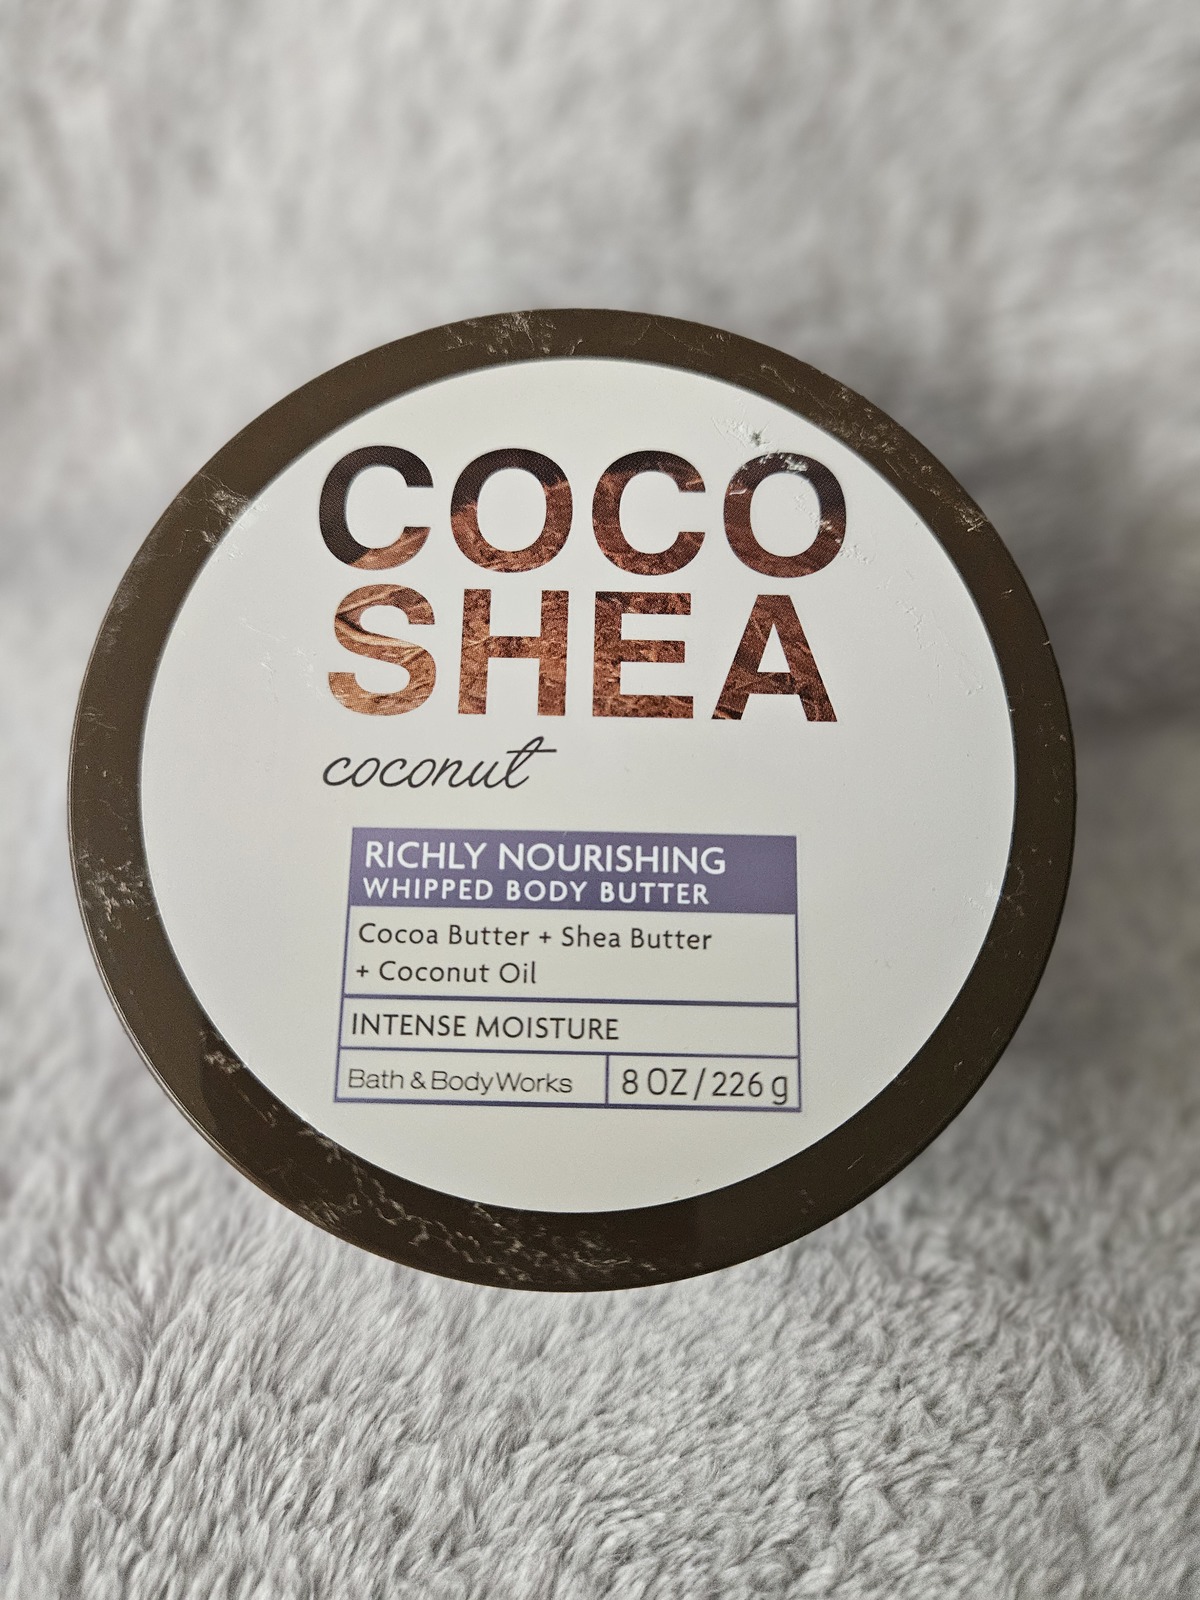 COCO
SHEA
coconut
RICHLY NOURISHING
WHIPPED BODY BUTTER
Cocoa Butter + Shea Butter
+ Coconut Oil
INTENSE MOISTURE
Bath & Body Works 8 OZ / 226 g